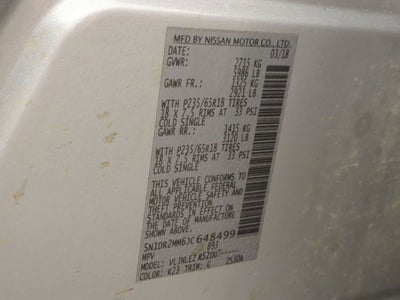 MFD BY NISSAN MOTOR CO., LTD.
DATE: 03/18
GVWR: 2715 KG
5986 LB
GAWR FR.: 1325 KG
2921 LB
WITH P235/65R18 TIRES
18 X 7.5 RIMS AT 33 PSI
COLD SINGLE
GAWR RR.: 1415 KG
3120 LB
WITH P235/65R18 TIRES
18 X 7.5 RIMS AT 33 PSI
COLD SINGLE
THIS VEHICLE CONFORMS TO
ALL APPLICABLE FEDERAL
MOTOR VEHICLE SAFETY AND
THEFT PREVENTION STANDARDS
IN EFFECT ON THE DATE OF
MANUFACTURE SHOWN ABOVE.
5N1DR2MM6JC648499
MPV 893
MODEL: VLJNLEZ R52DU7-----
COLOR: K23 TRIM: G 2530A